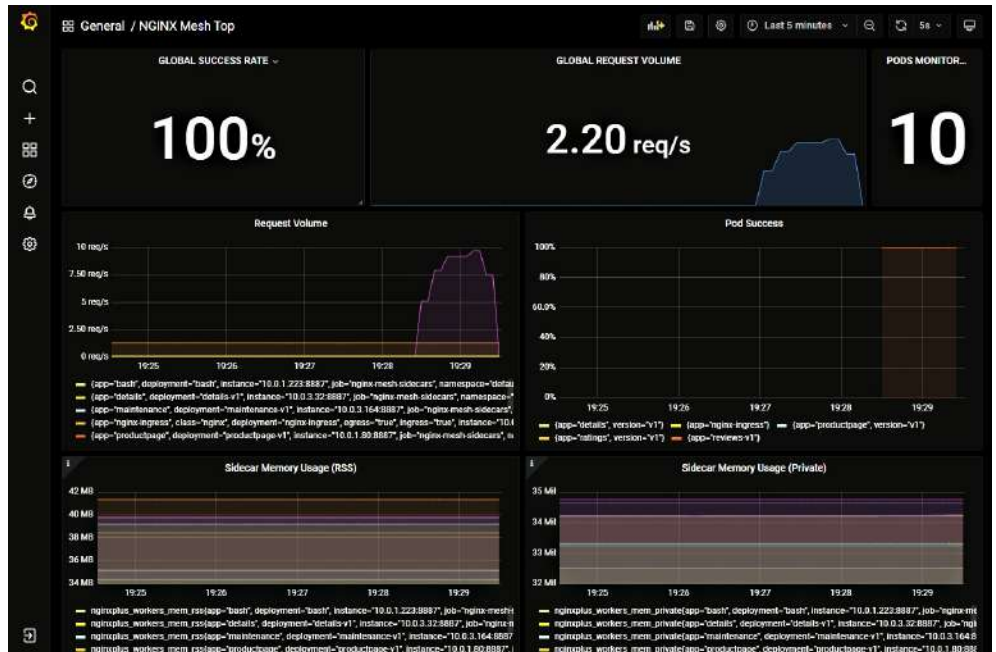 General / NGINX Mesh Top
Last 5 minutes
5s
GLOBAL SUCCESS RATE
GLOBAL REQUEST VOLUME
PODS MONITOR...
100%
2.20 req/s
10
Request Volume
10 req/s
7.50 req/s
5 req/s
2.50 req/s
0 req/s
19:25 19:26 19:27 19:28 19:29
{app="bash", deployment="bash", instance="10.0.1.223:8887", job="nginx-mesh-sidecars", namespace="defau
{app="details", deployment="details-v1", instance="10.0.3.32:8887", job="nginx-mesh-sidecars", namespace="
{app="maintenance", deployment="maintenance-v1", instance="10.0.3.164:8887", job="nginx-mesh-sidecars",
{app="nginx-ingress", class="nginx", deployment="nginx-ingress", egress="true", ingress="true", instance="10.0
{app="productpage", deployment="productpage-v1", instance="10.0.1.80:8887", job="nginx-mesh-sidecars", n
Pod Success
100%
80%
60.0%
40%
20%
0%
19:25 19:26 19:27 19:28 19:29
{app="details", version="v1"} {app="nginx-ingress"} {app="productpage", version="v1"}
{app="ratings", version="v1"} {app="reviews-v1"}
Sidecar Memory Usage (RSS)
42 MB
40 MB
38 MB
36 MB
34 MB
19:25 19:26 19:27 19:28 19:29
nginxplus_workers_mem_rss{app="bash", deployment="bash", instance="10.0.1.223:8887", job="nginx-mesh-s
nginxplus_workers_mem_rss{app="details", deployment="details-v1", instance="10.0.3.32:8887", job="nginx-m
nginxplus_workers_mem_rss{app="maintenance", deployment="maintenance-v1", instance="10.0.3.164:8887
nginxplus_workers_mem_rss{app="productpage", deployment="productpage-v1", instance="10.0.1.80:8887",
Sidecar Memory Usage (Private)
35 MB
34 MB
33 MB
32 MB
19:25 19:26 19:27 19:28 19:29
nginxplus_workers_mem_private{app="bash", deployment="bash", instance="10.0.1.223:8887", job="nginx-me
nginxplus_workers_mem_private{app="details", deployment="details-v1", instance="10.0.3.32:8887", job="ngi
nginxplus_workers_mem_private{app="maintenance", deployment="maintenance-v1", instance="10.0.3.164:8
nginxplus_workers_mem_private{app="productpage", deployment="productpage-v1", instance="10.0.1.80:888